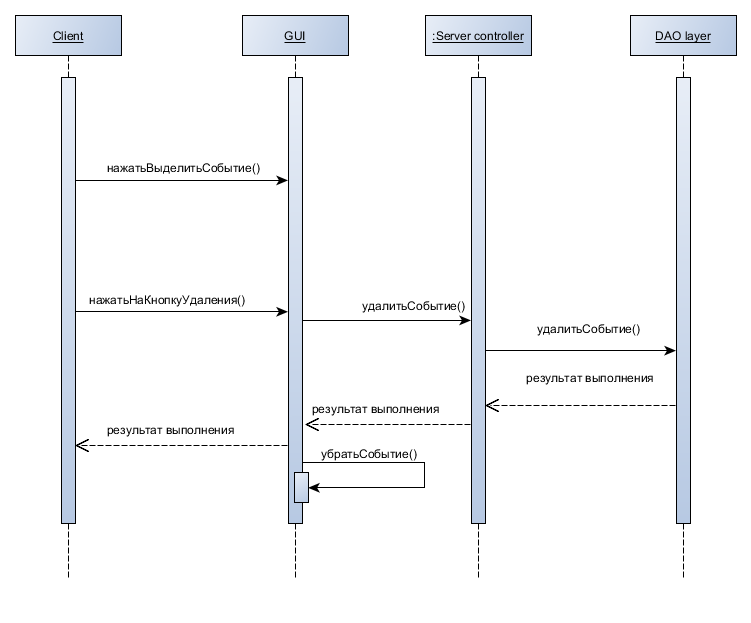 Client
GUI
:Server controller
DAO layer
нажатьВыделитьСобытие()
нажатьНаКнопкуУдаления()
удалитьСобытие()
удалитьСобытие()
результат выполнения
результат выполнения
результат выполнения
убратьСобытие()